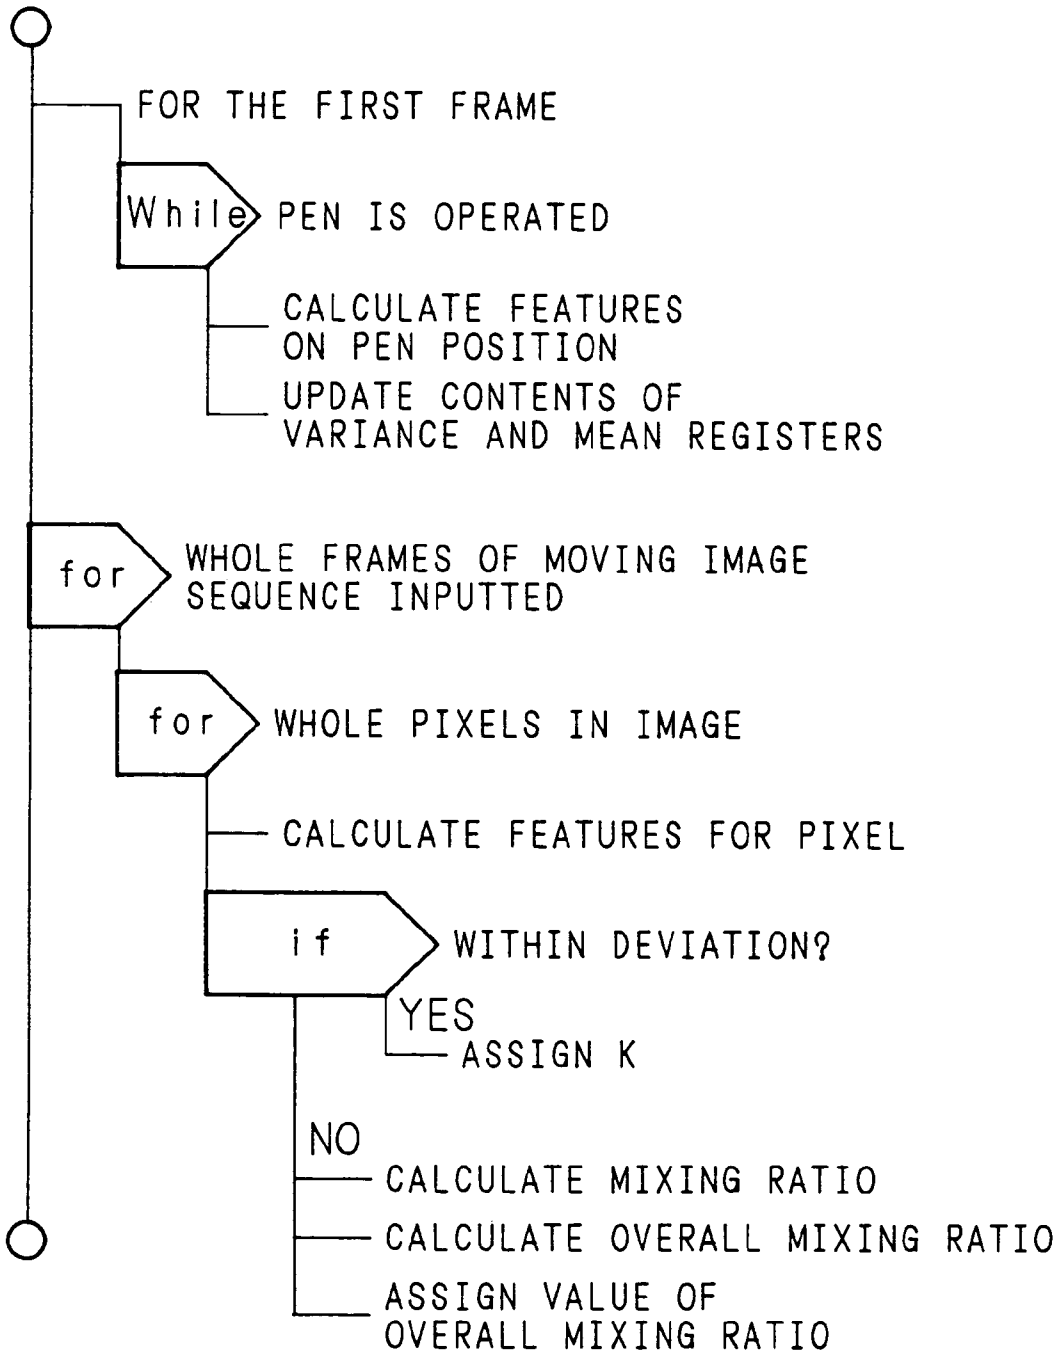 FOR THE FIRST FRAME
While PEN IS OPERATED
CALCULATE FEATURES
ON PEN POSITION
UPDATE CONTENTS OF
VARIANCE AND MEAN REGISTERS
for WHOLE FRAMES OF MOVING IMAGE
SEQUENCE INPUTTED
for WHOLE PIXELS IN IMAGE
CALCULATE FEATURES FOR PIXEL
if WITHIN DEVIATION?
YES
ASSIGN K
NO
CALCULATE MIXING RATIO
CALCULATE OVERALL MIXING RATIO
ASSIGN VALUE OF
OVERALL MIXING RATIO